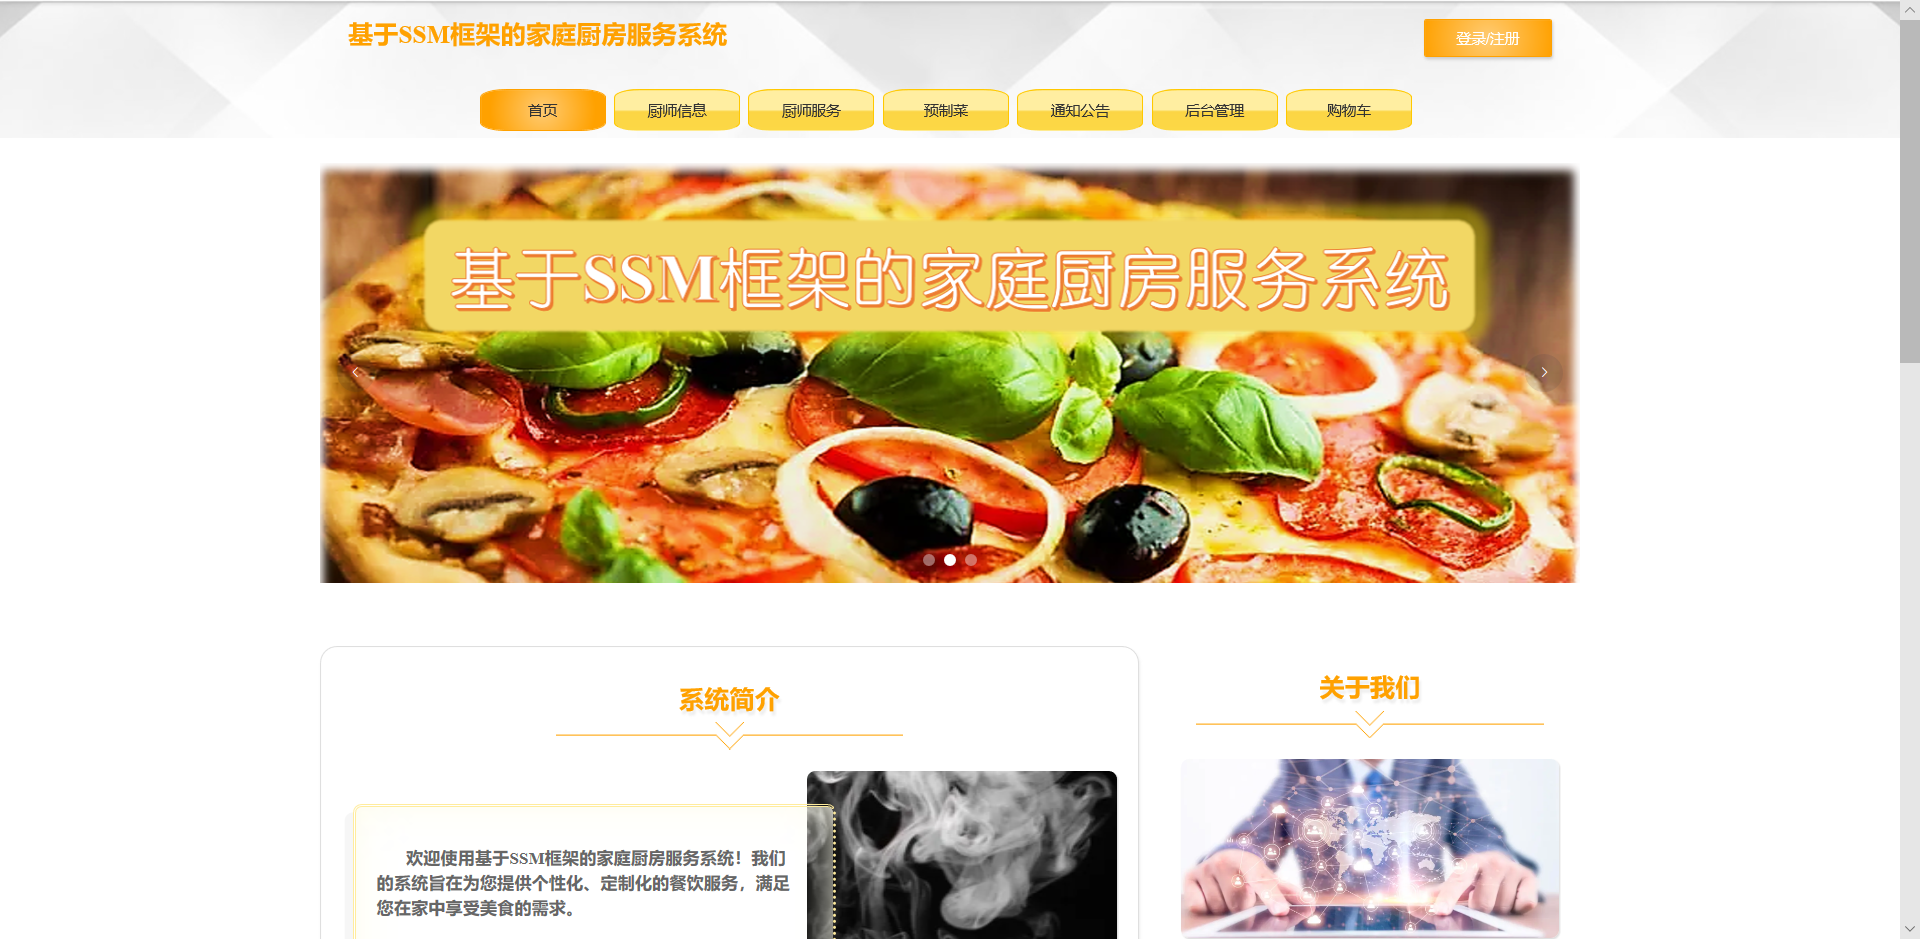 基于SSM框架的家庭厨房服务系统
登录/注册
首页
厨师信息
厨师服务
预制菜
通知公告
后台管理
购物车
基于SSM框架的家庭厨房服务系统
系统简介
欢迎使用基于SSM框架的家庭厨房服务系统！我们
的系统旨在为您提供个性化、定制化的餐饮服务，满足
您在家中享受美食的需求。
关于我们